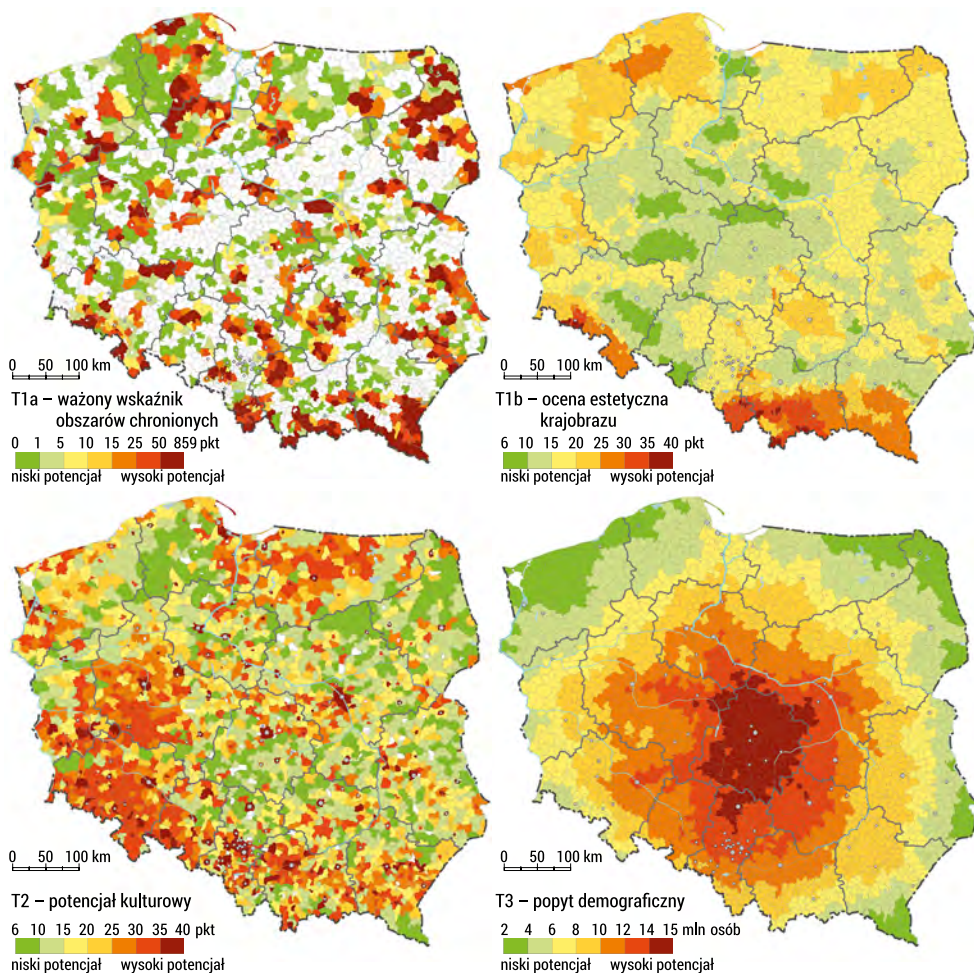 0 50 100 km
T1a – ważony wskaźnik
obszarów chronionych
0 1 5 10 15 25 50 859 pkt
niski potencjał wysoki potencjał
0 50 100 km
T1b – ocena estetyczna
krajobrazu
6 10 15 20 25 30 35 40 pkt
niski potencjał wysoki potencjał
0 50 100 km
T2 – potencjał kulturowy
6 10 15 20 25 30 35 40 pkt
niski potencjał wysoki potencjał
0 50 100 km
T3 – popyt demograficzny
2 4 6 8 10 12 14 15 mln osób
niski potencjał wysoki potencjał